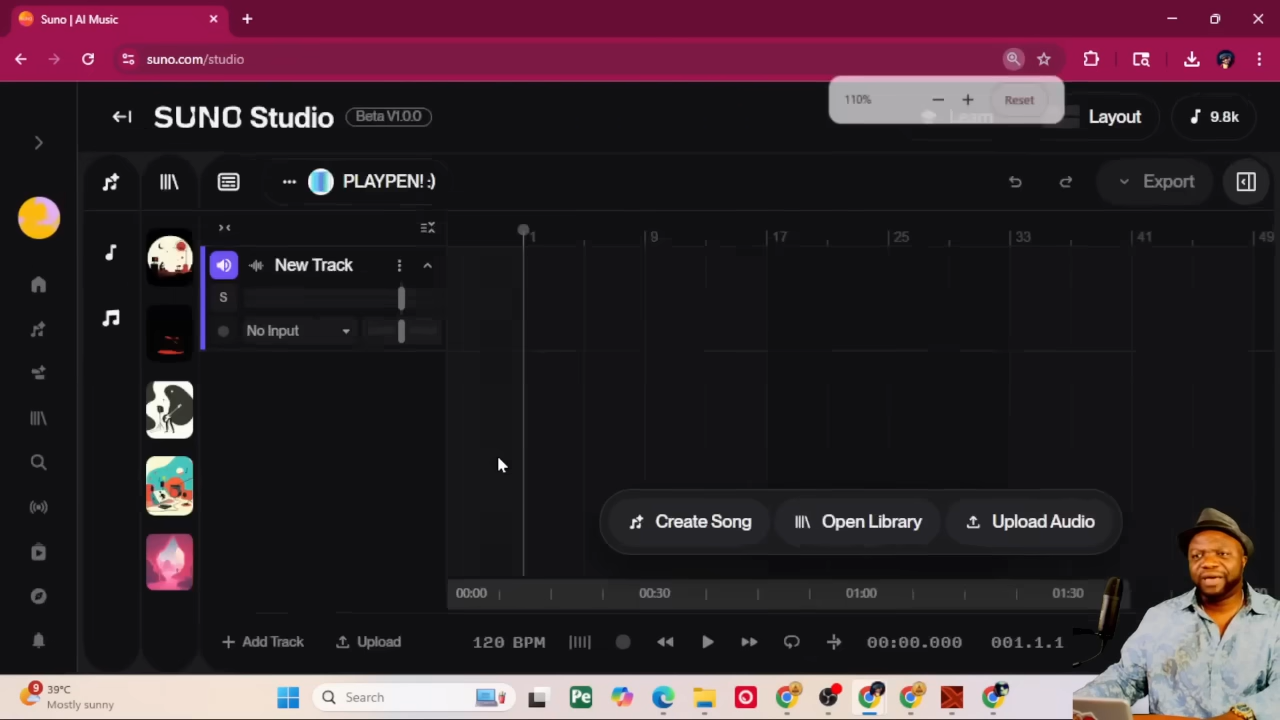 Suno | AI Music
suno.com/studio
110%
Reset
SUNO Studio
Beta V1.0.0
Learn
Layout
9.8k
PLAYPEN! :)
Export
1
9
17
25
33
41
49
New Track
S
No Input
Create Song
Open Library
Upload Audio
00:00
00:30
01:00
01:30
Add Track
Upload
120 BPM
00:00.000
001.1.1
9
39°C
Mostly sunny
Search
Pe